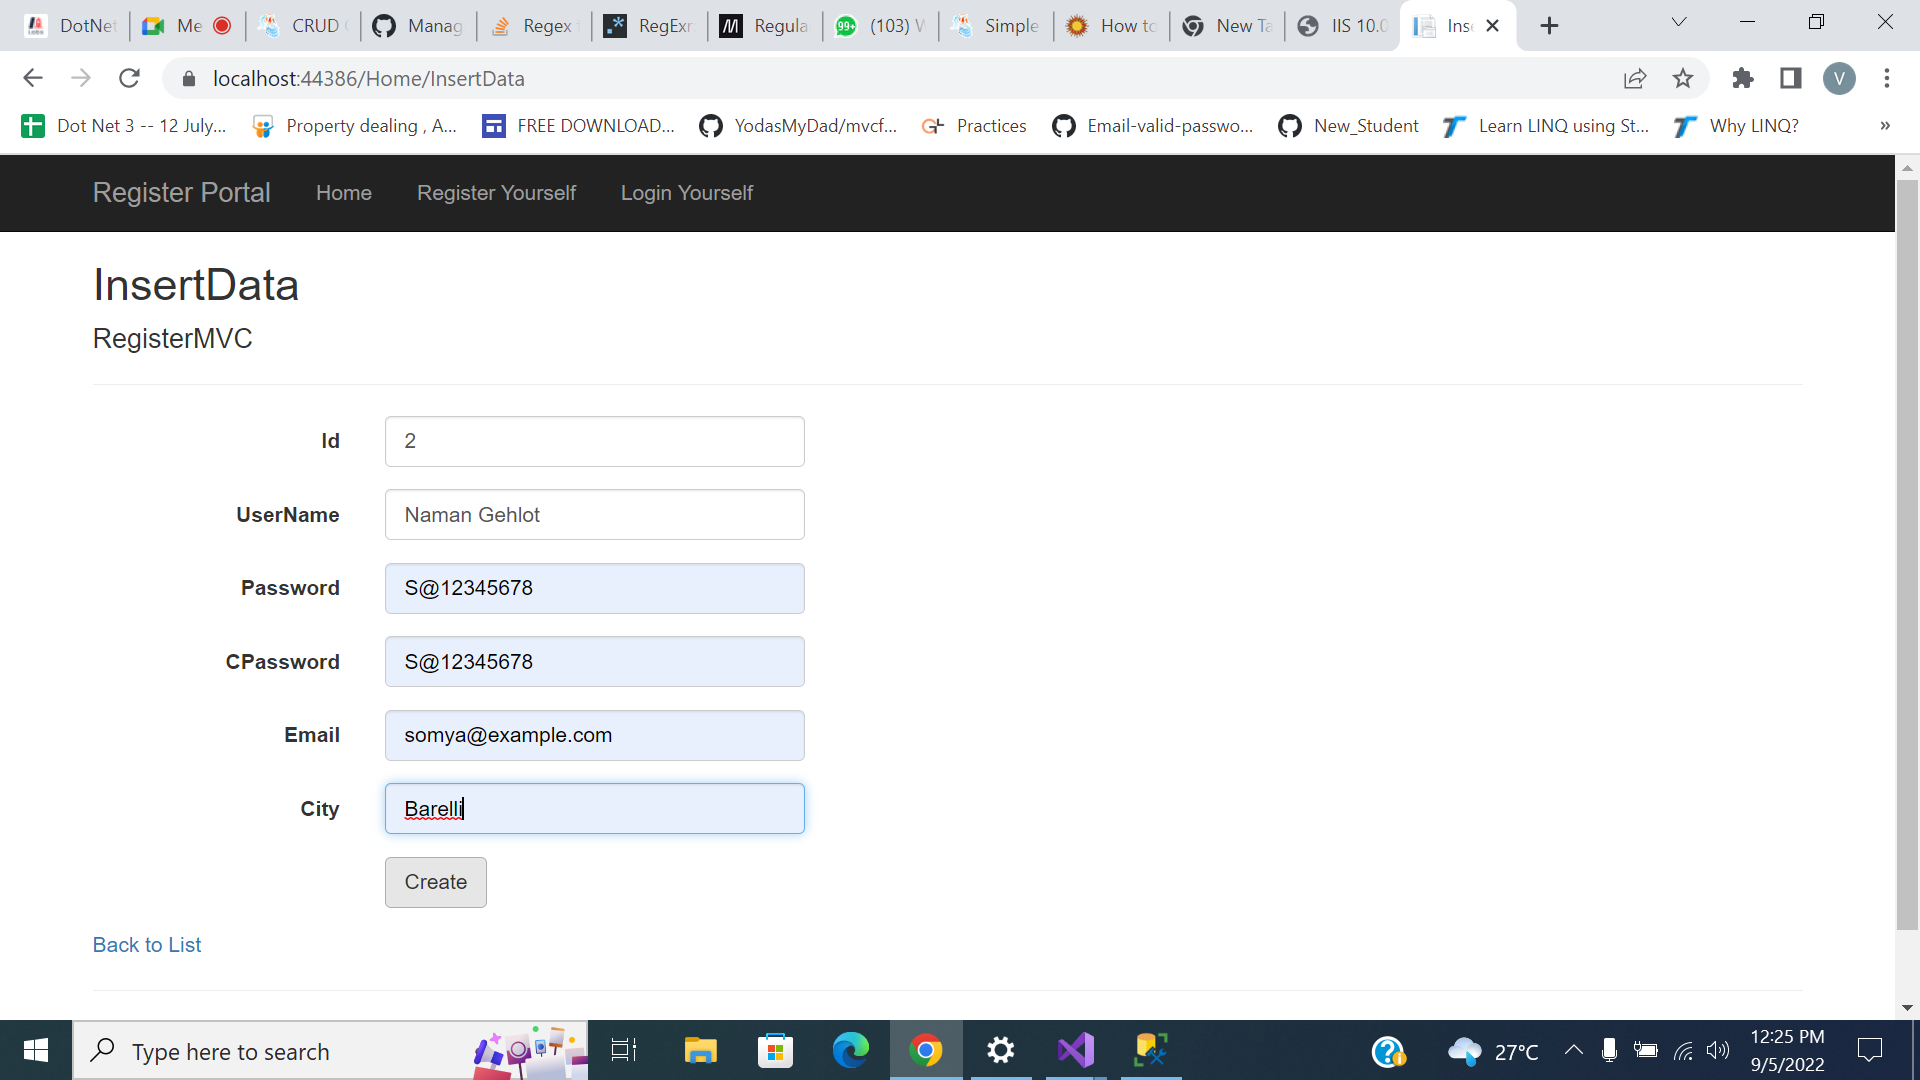 DotNet
Me
CRUD
Manag
Regex
RegExr
Regula
99+
(103)
Simple
How to
New Ta
IIS 10.0
Ins
localhost:44386/Home/InsertData
V
Dot Net 3 -- 12 July...
Property dealing , A...
FREE DOWNLOAD...
YodasMyDad/mvcf...
Practices
Email-valid-passwo...
New_Student
Learn LINQ using St...
Why LINQ?
»
Register Portal
Home
Register Yourself
Login Yourself
InsertData
RegisterMVC
Id
2
UserName
Naman Gehlot
Password
S@12345678
CPassword
S@12345678
Email
somya@example.com
City
Barelli
Create
Back to List
Type here to search
27°C
12:25 PM
9/5/2022